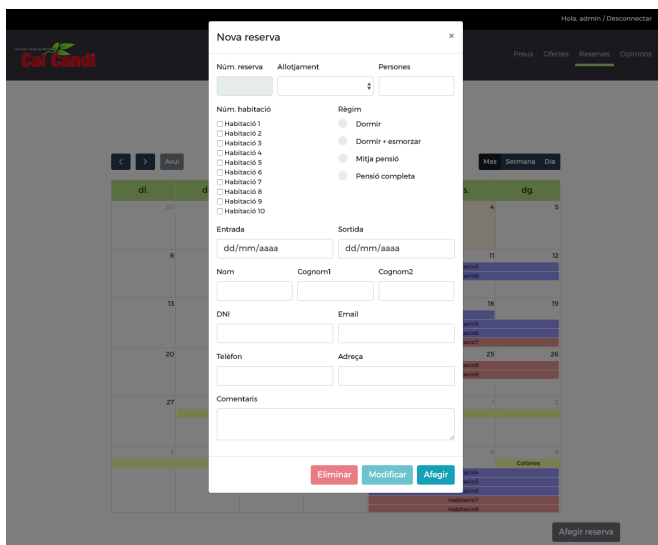 Hola, admin / Desconnectar
Cal Candi
Preus Ofertes Reserves Opinions
Nova reserva ×
Núm. reserva Allotjament Persones
Núm. habitació Règim
Habitació 1
Habitació 2
Habitació 3
Habitació 4
Habitació 5
Habitació 6
Habitació 7
Habitació 8
Habitació 9
Habitació 10
Dormir
Dormir + esmorzar
Mitja pensió
Pensió completa
Entrada Sortida
dd/mm/aaaa dd/mm/aaaa
Nom Cognom1 Cognom2
DNI Email
Telèfon Adreça
Comentaris
Eliminar Modificar Afegir
Avui
Mes Setmana Dia
dl. d s. dg.
30 4 5
6 11 12
13 18 19
20 25 26
27 1 2
3 8 9
Colònies
Habitacio7
Habitacio8
Afegir reserva